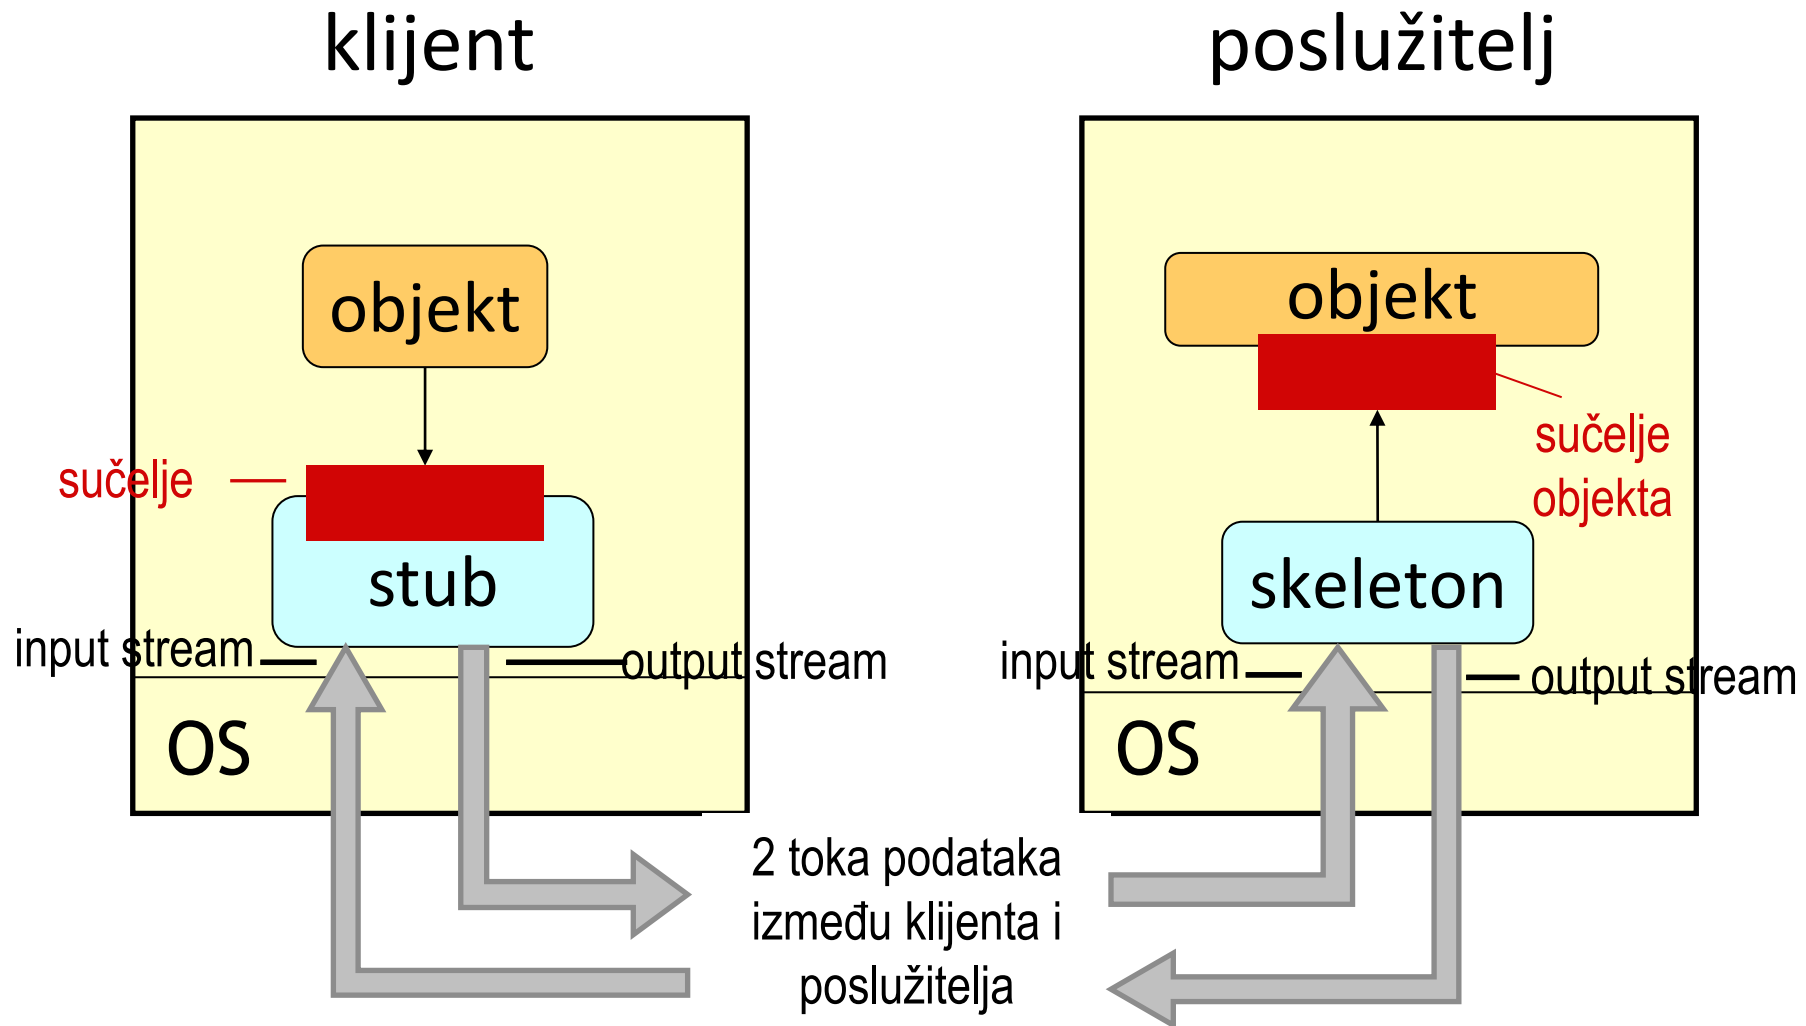 klijent
poslužitelj
objekt
objekt
sučelje
sučelje
objekta
stub
skeleton
input stream
output stream
input stream
output stream
OS
OS
2 toka podataka
između klijenta i
poslužitelja